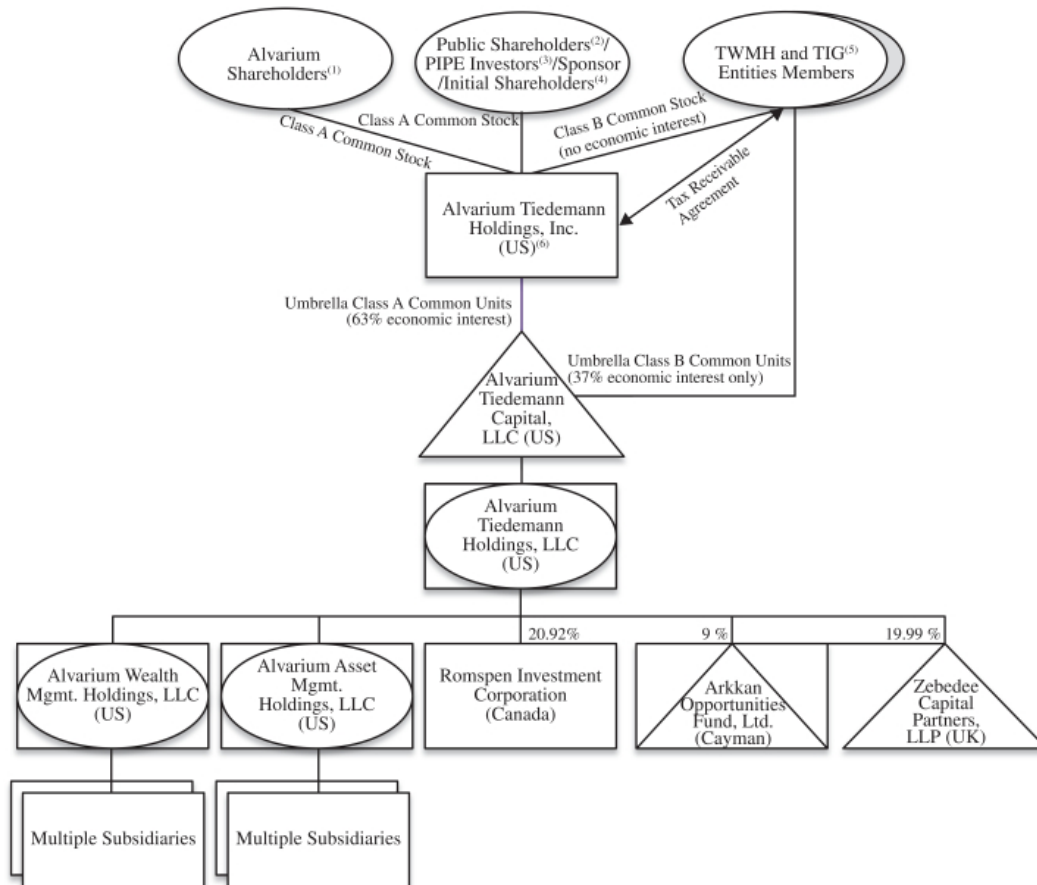 Alvarium
Shareholders(1)
Public Shareholders(2)/
PIPE Investors(3)/Sponsor
/Initial Shareholders(4)
TWMH and TIG(5)
Entities Members
Class A Common Stock
Class A Common Stock
Class B Common Stock
(no economic interest)
Tax Receivable
Agreement
Alvarium Tiedemann
Holdings, Inc.
(US)(6)
Umbrella Class A Common Units
(63% economic interest)
Umbrella Class B Common Units
(37% economic interest only)
Alvarium
Tiedemann
Capital,
LLC (US)
Alvarium
Tiedemann
Holdings, LLC
(US)
20.92%
9 %
19.99 %
Alvarium Wealth
Mgmt. Holdings, LLC
(US)
Alvarium Asset
Mgmt.
Holdings, LLC
(US)
Romspen Investment
Corporation
(Canada)
Arkkan
Opportunities
Fund, Ltd.
(Cayman)
Zebedee
Capital
Partners,
LLP (UK)
Multiple Subsidiaries
Multiple Subsidiaries